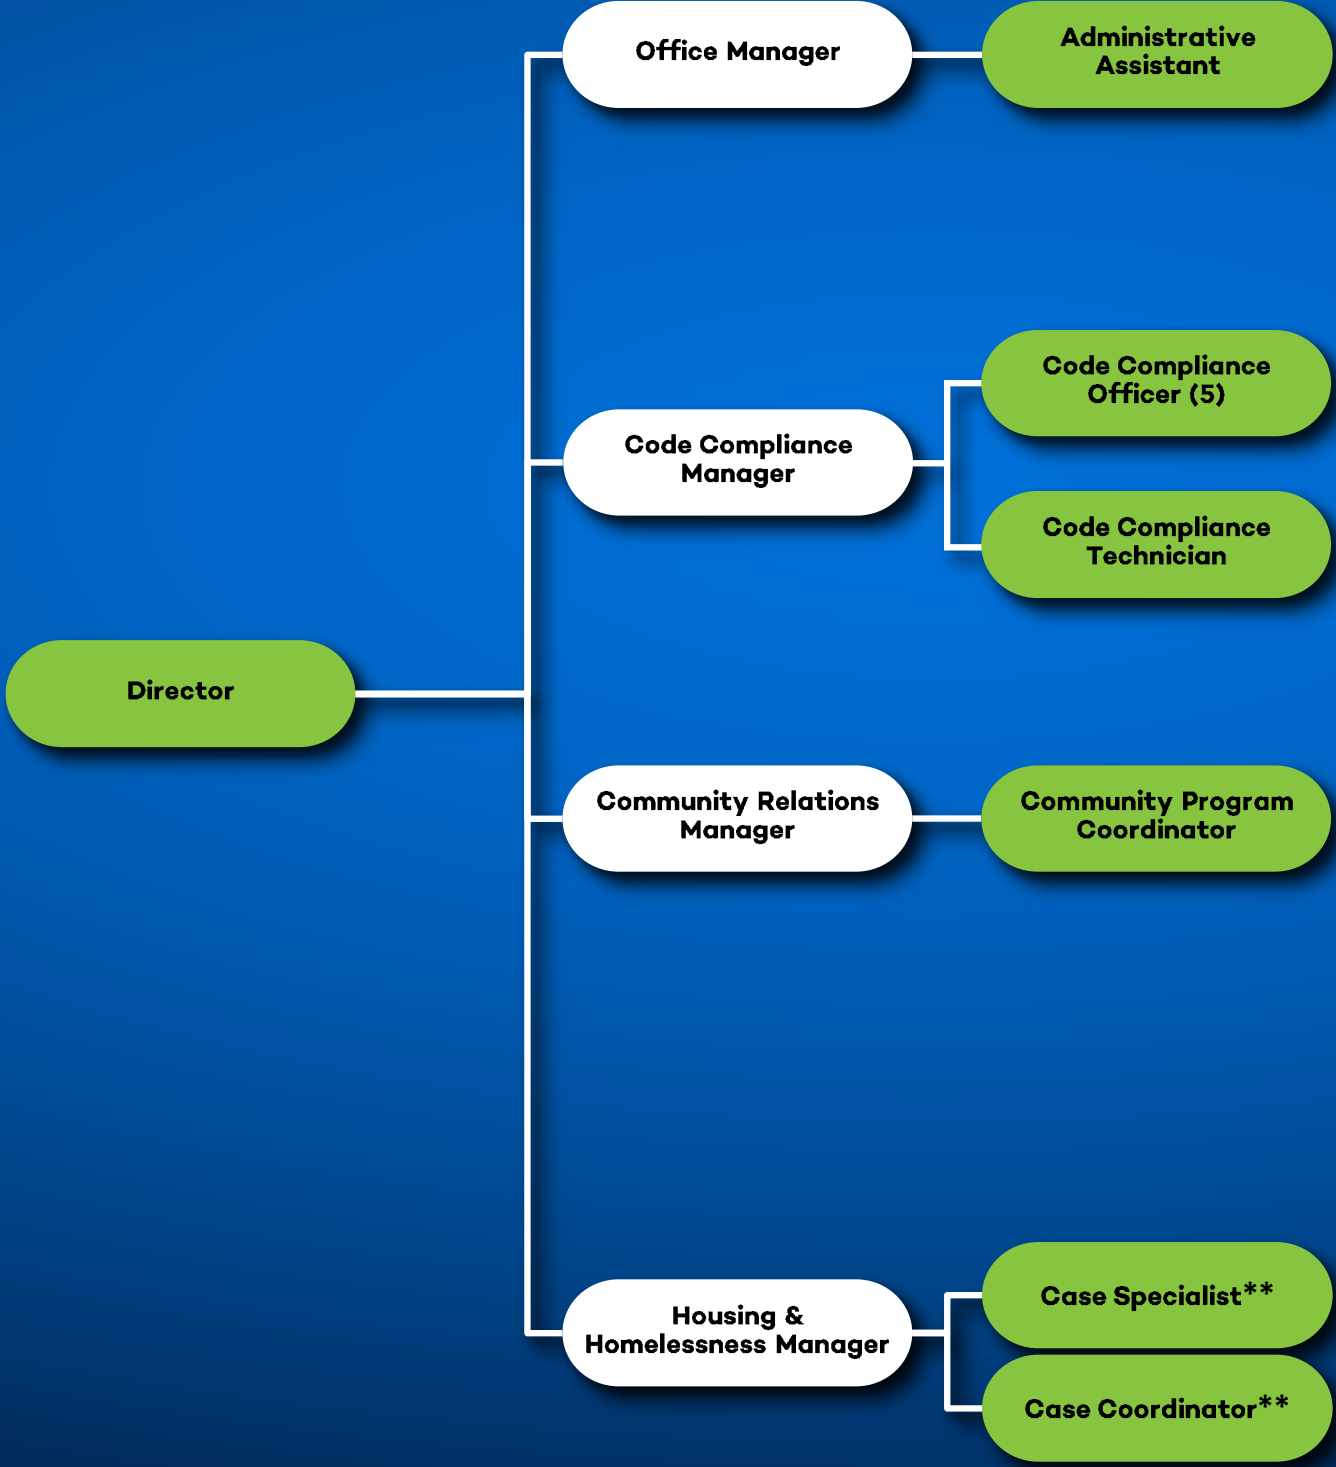 Office Manager
Administrative
Assistant
Code Compliance
Officer (5)
Code Compliance
Manager
Code Compliance
Technician
Director
Community Relations
Manager
Community Program
Coordinator
Housing &
Homelessness Manager
Case Specialist**
Case Coordinator**